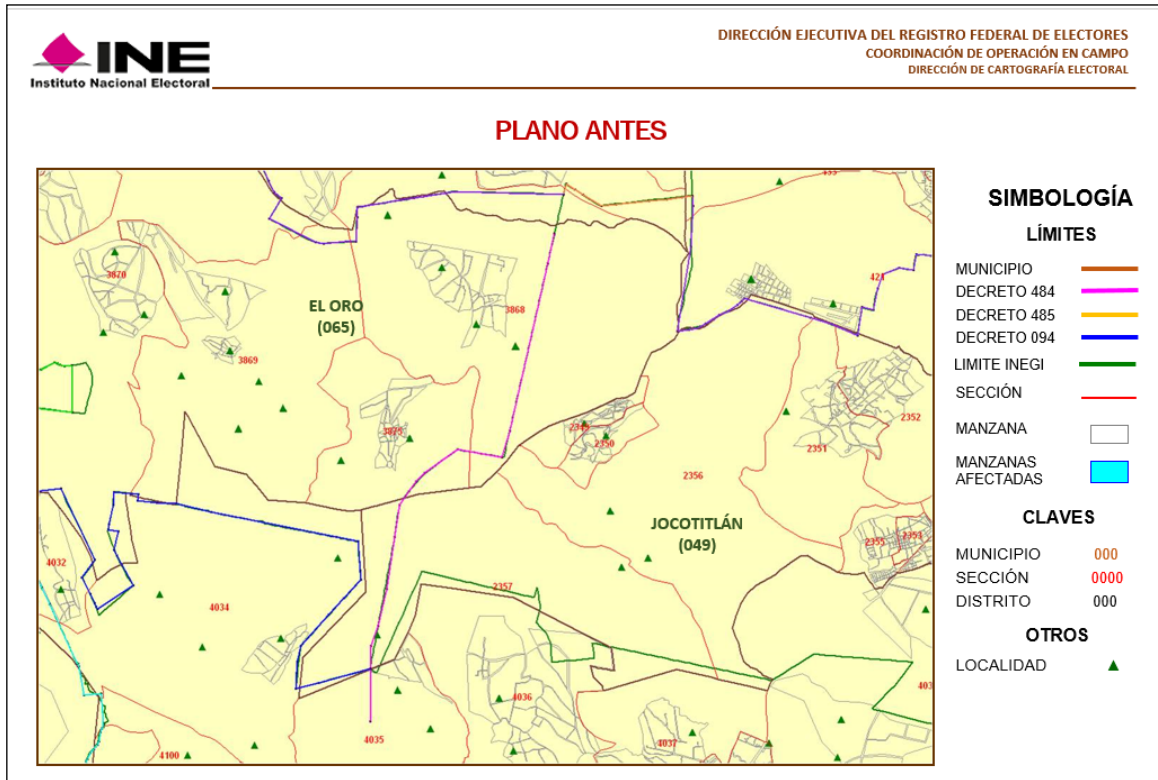 INE
Instituto Nacional Electoral
DIRECCIÓN EJECUTIVA DEL REGISTRO FEDERAL DE ELECTORES
COORDINACIÓN DE OPERACIÓN EN CAMPO
DIRECCIÓN DE CARTOGRAFÍA ELECTORAL
PLANO ANTES
3870
EL ORO
(065)
3868
421
3869
3875
2350
2351
2352
2356
JOCOTITLÁN
(049)
2355
2353
4032
4034
2357
4036
4035
4037
4100
SIMBOLOGÍA
LÍMITES
MUNICIPIO
DECRETO 484
DECRETO 485
DECRETO 094
LIMITE INEGI
SECCIÓN
MANZANA
MANZANAS
AFECTADAS
CLAVES
MUNICIPIO 000
SECCIÓN 0000
DISTRITO 000
OTROS
LOCALIDAD